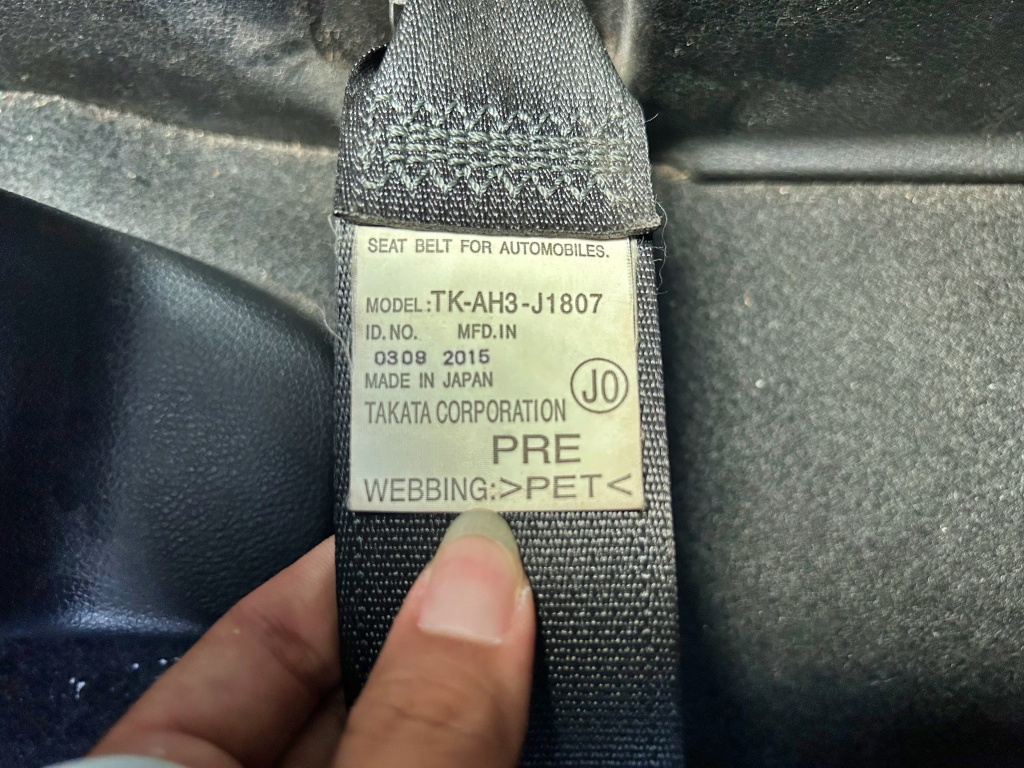 SEAT BELT FOR AUTOMOBILES.
MODEL:TK-AH3-J1807
ID.NO. MFD.IN
0309 2015
MADE IN JAPAN
JO
TAKATA CORPORATION
PRE
WEBBING:>PET<